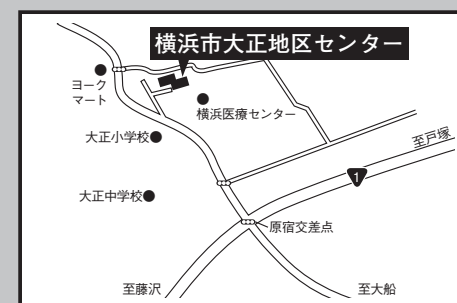 横浜市大正地区センター
ヨーク
マート
横浜医療センター
大正小学校
至戸塚
1
大正中学校
原宿交差点
至藤沢
至大船